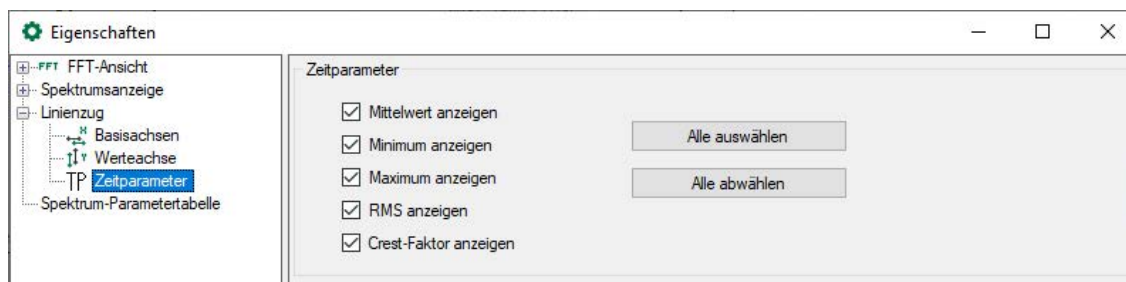 Eigenschaften
FFT FFT-Ansicht
Spektrumsanzeige
Linienzug
X Basisachsen
Y Werteachse
TP Zeitparameter
Spektrum-Parametertabelle
Zeitparameter
Mittelwert anzeigen
Minimum anzeigen
Maximum anzeigen
RMS anzeigen
Crest-Faktor anzeigen
Alle auswählen
Alle abwählen